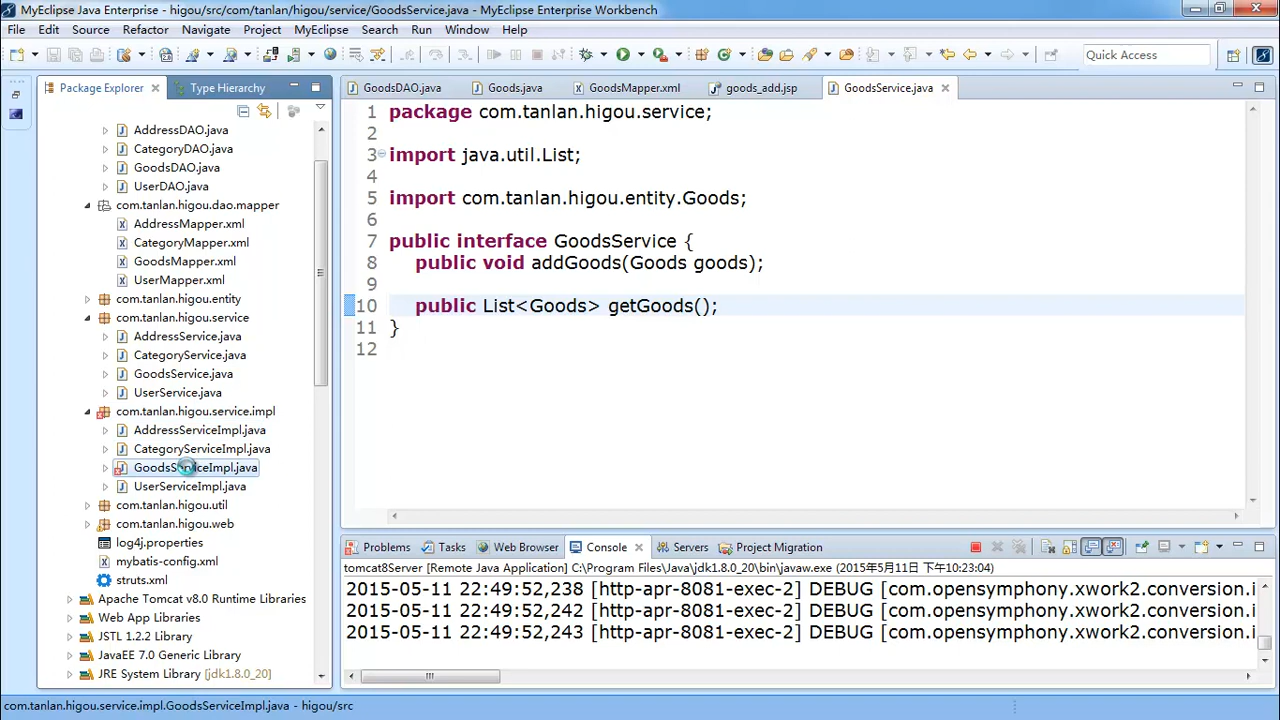 MyEclipse Java Enterprise - higou/src/com/tanlan/higou/service/GoodsService.java - MyEclipse Enterprise Workbench
File Edit Source Refactor Navigate Project MyEclipse Search Run Window Help
Quick Access
Package Explorer
Type Hierarchy
AddressDAO.java
CategoryDAO.java
GoodsDAO.java
UserDAO.java
com.tanlan.higou.dao.mapper
AddressMapper.xml
CategoryMapper.xml
GoodsMapper.xml
UserMapper.xml
com.tanlan.higou.entity
com.tanlan.higou.service
AddressService.java
CategoryService.java
GoodsService.java
UserService.java
com.tanlan.higou.service.impl
AddressServiceImpl.java
CategoryServiceImpl.java
GoodsServiceImpl.java
UserServiceImpl.java
com.tanlan.higou.util
com.tanlan.higou.web
log4j.properties
mybatis-config.xml
struts.xml
Apache Tomcat v8.0 Runtime Libraries
Web App Libraries
JSTL 1.2.2 Library
JavaEE 7.0 Generic Library
JRE System Library [jdk1.8.0_20]
GoodsDAO.java Goods.java GoodsMapper.xml goods_add.jsp GoodsService.java
1 package com.tanlan.higou.service;
2
3 import java.util.List;
4
5 import com.tanlan.higou.entity.Goods;
6
7 public interface GoodsService {
8 public void addGoods(Goods goods);
9
10 public List<Goods> getGoods();
11 }
12
Problems Tasks Web Browser Console Servers Project Migration
tomcat8Server [Remote Java Application] C:\Program Files\Java\jdk1.8.0_20\bin\javaw.exe (2015年5月11日 下午10:23:04)
2015-05-11 22:49:52,238 [http-apr-8081-exec-2] DEBUG [com.opensymphony.xwork2.conversion.i
2015-05-11 22:49:52,242 [http-apr-8081-exec-2] DEBUG [com.opensymphony.xwork2.conversion.i
2015-05-11 22:49:52,243 [http-apr-8081-exec-2] DEBUG [com.opensymphony.xwork2.conversion.i
com.tanlan.higou.service.impl.GoodsServiceImpl.java - higou/src